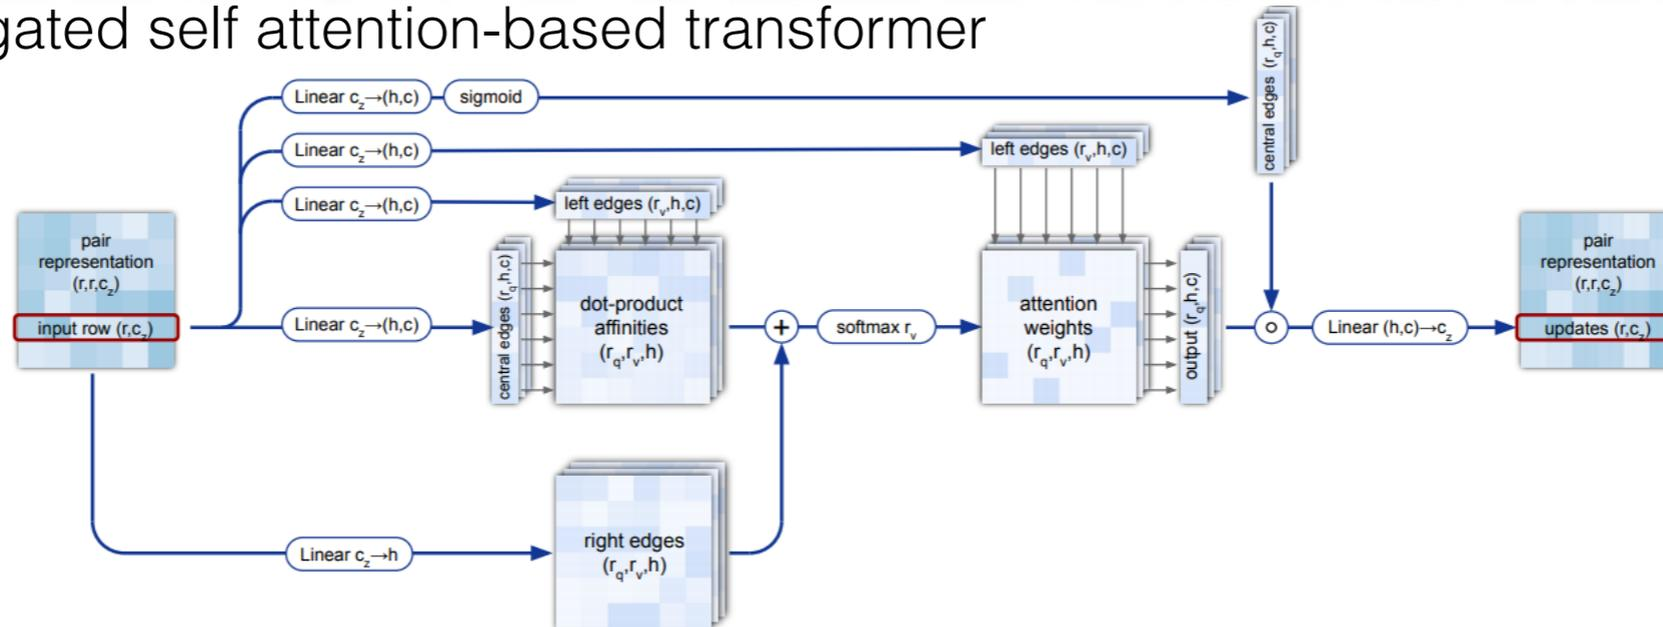 gated self attention-based transformer
Linear c_z→(h,c)
sigmoid
central edges (r_q,h,c)
Linear c_z→(h,c)
left edges (r_v,h,c)
Linear c_z→(h,c)
left edges (r_v,h,c)
pair
representation
(r,r,c_z)
input row (r,c_z)
Linear c_z→(h,c)
central edges (r_q,h,c)
dot-product
affinities
(r_q,r_v,h)
+
softmax r_v
attention
weights
(r_q,r_v,h)
output (r_q,h,c)
Linear (h,c)→c_z
pair
representation
(r,r,c_z)
updates (r,c_z)
Linear c_z→h
right edges
(r_q,r_v,h)